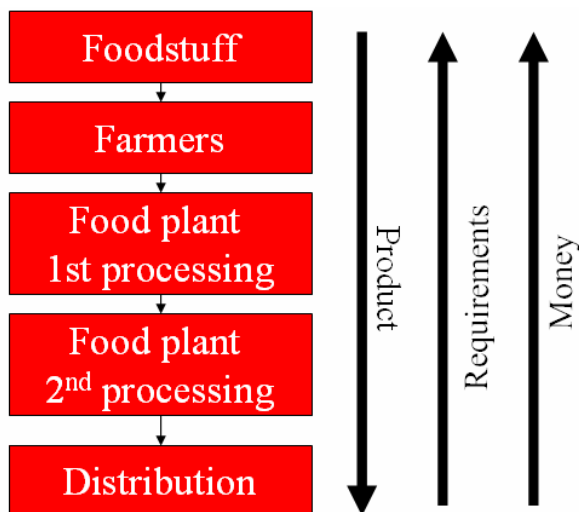 Foodstuff
Farmers
Food plant
1st processing
Food plant
2nd processing
Distribution
Product
Requirements
Money